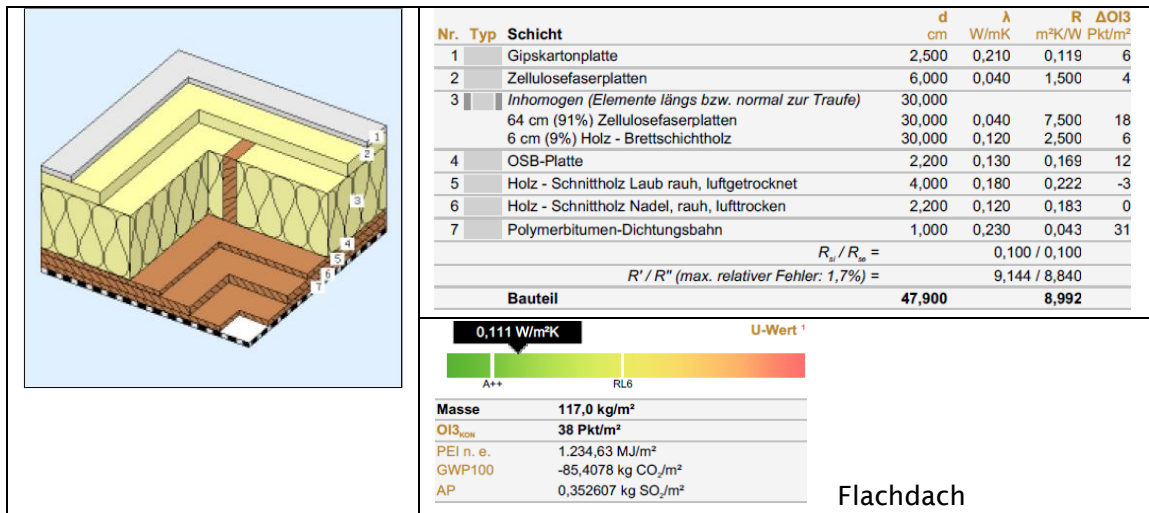 1
2
3
4
5
6
7
Nr. Typ Schicht d cm λ W/mK R m²K/W ΔOI3 Pkt/m²
1 Gipskartonplatte 2,500 0,210 0,119 6
2 Zellulosefaserplatten 6,000 0,040 1,500 4
3 Inhomogen (Elemente längs bzw. normal zur Traufe) 30,000
64 cm (91%) Zellulosefaserplatten 30,000 0,040 7,500 18
6 cm (9%) Holz - Brettschichtholz 30,000 0,120 2,500 6
4 OSB-Platte 2,200 0,130 0,169 12
5 Holz - Schnittholz Laub rauh, luftgetrocknet 4,000 0,180 0,222 -3
6 Holz - Schnittholz Nadel, rauh, lufttrocken 2,200 0,120 0,183 0
7 Polymerbitumen-Dichtungsbahn 1,000 0,230 0,043 31
Rsi / Rse = 0,100 / 0,100
R' / R" (max. relativer Fehler: 1,7%) = 9,144 / 8,840
Bauteil 47,900 8,992
0,111 W/m²K U-Wert ¹
A++ RL6
Masse 117,0 kg/m²
OI3KON 38 Pkt/m²
PEI n. e. 1.234,63 MJ/m²
GWP100 -85,4078 kg CO₂/m²
AP 0,352607 kg SO₂/m²
Flachdach